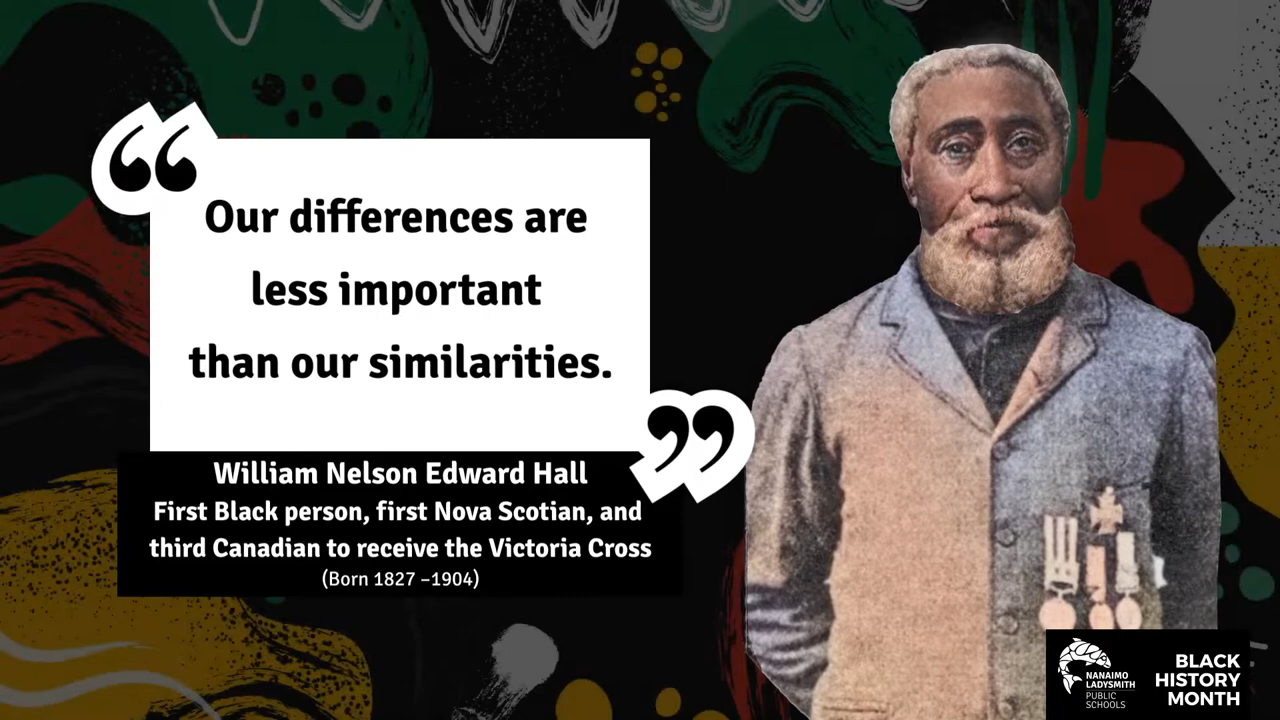 Our differences are
less important
than our similarities.
William Nelson Edward Hall
First Black person, first Nova Scotian, and
third Canadian to receive the Victoria Cross
(Born 1827 –1904)
NANAIMO
LADYSMITH
PUBLIC
SCHOOLS
BLACK
HISTORY
MONTH